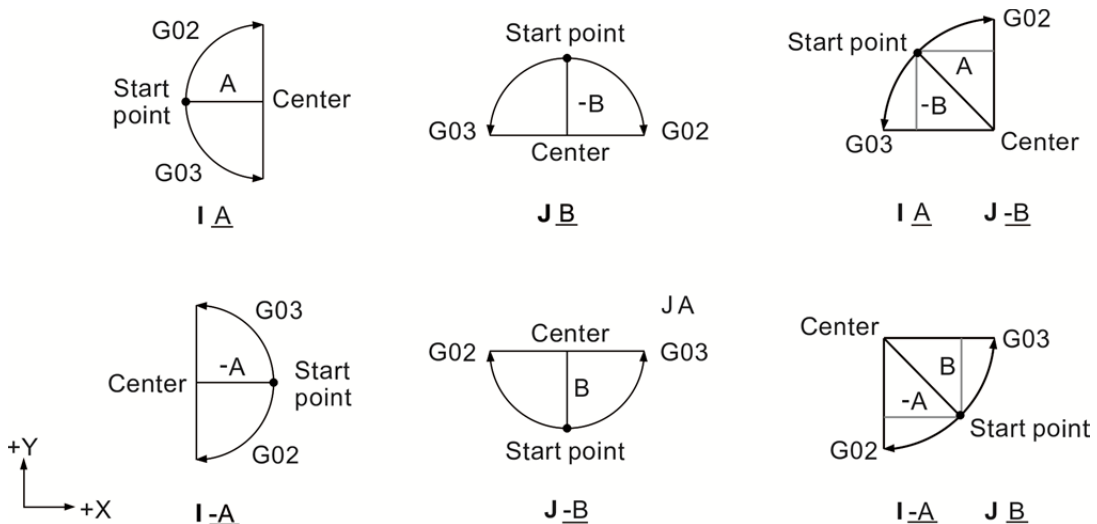 G02
Start
point
A
Center
G03
I A
Start point
-B
G03
Center
G02
J B
G02
Start point
A
-B
G03
Center
I A J -B
G03
-A
Center
Start
point
G02
I -A
J A
Center
G02
G03
B
Start point
J -B
Center
G03
B
-A
Start point
G02
I -A J B
+Y
+X